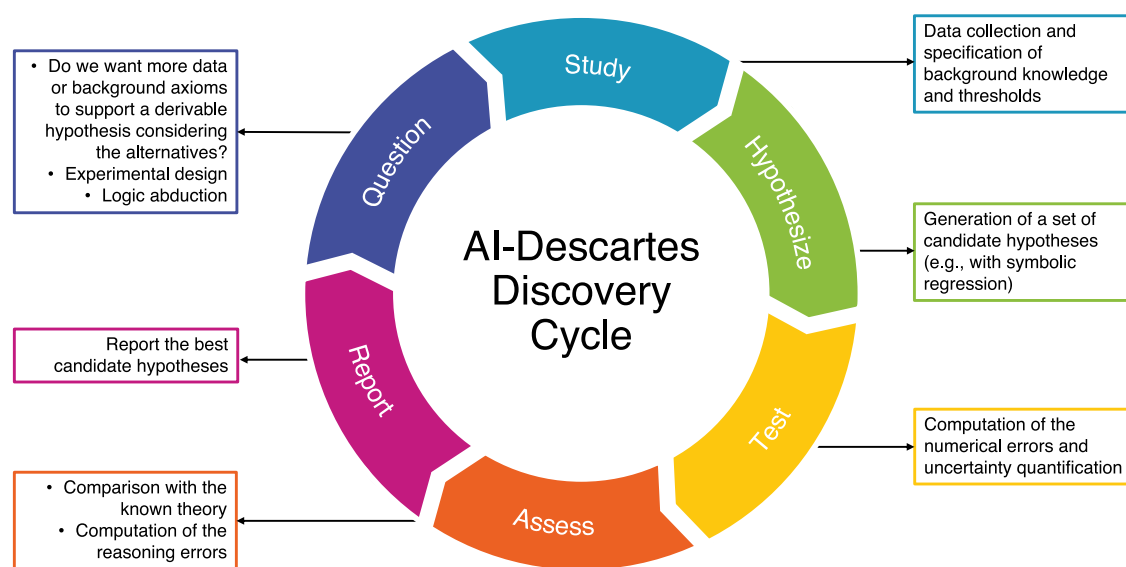 Study
Data collection and
specification of
background knowledge
and thresholds
Hypothesize
Generation of a set of
candidate hypotheses
(e.g., with symbolic
regression)
Test
Computation of the
numerical errors and
uncertainty quantification
Assess
• Comparison with the
known theory
• Computation of the
reasoning errors
Report
Report the best
candidate hypotheses
Question
• Do we want more data
or background axioms
to support a derivable
hypothesis considering
the alternatives?
• Experimental design
• Logic abduction
AI-Descartes
Discovery
Cycle